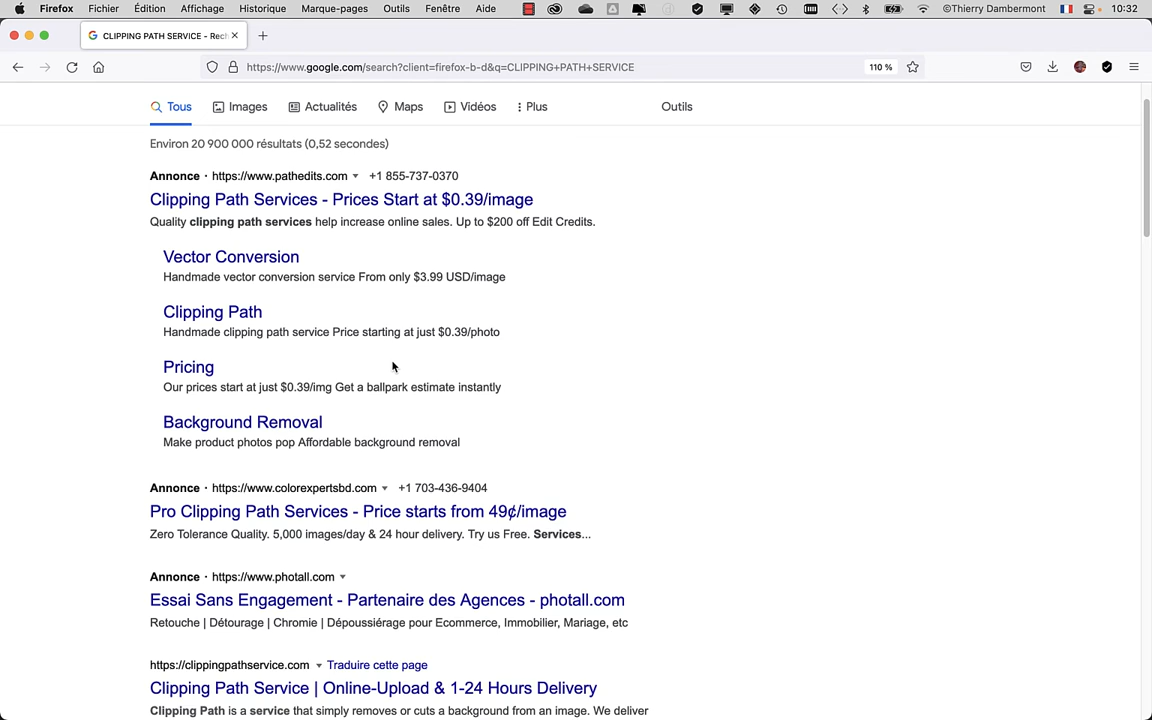 Firefox Fichier Édition Affichage Historique Marque-pages Outils Fenêtre Aide ©Thierry Dambermont 10:32
CLIPPING PATH SERVICE - Rech
https://www.google.com/search?client=firefox-b-d&q=CLIPPING+PATH+SERVICE 110 %
Tous Images Actualités Maps Vidéos Plus Outils
Environ 20 900 000 résultats (0,52 secondes)
Annonce · https://www.pathedits.com +1 855-737-0370
Clipping Path Services - Prices Start at $0.39/image
Quality clipping path services help increase online sales. Up to $200 off Edit Credits.
Vector Conversion
Handmade vector conversion service From only $3.99 USD/image
Clipping Path
Handmade clipping path service Price starting at just $0.39/photo
Pricing
Our prices start at just $0.39/img Get a ballpark estimate instantly
Background Removal
Make product photos pop Affordable background removal
Annonce · https://www.colorexpertsbd.com +1 703-436-9404
Pro Clipping Path Services - Price starts from 49¢/image
Zero Tolerance Quality. 5,000 images/day & 24 hour delivery. Try us Free. Services...
Annonce · https://www.photall.com
Essai Sans Engagement - Partenaire des Agences - photall.com
Retouche | Détourage | Chromie | Dépoussiérage pour Ecommerce, Immobilier, Mariage, etc
https://clippingpathservice.com Traduire cette page
Clipping Path Service | Online-Upload & 1-24 Hours Delivery
Clipping Path is a service that simply removes or cuts a background from an image. We deliver